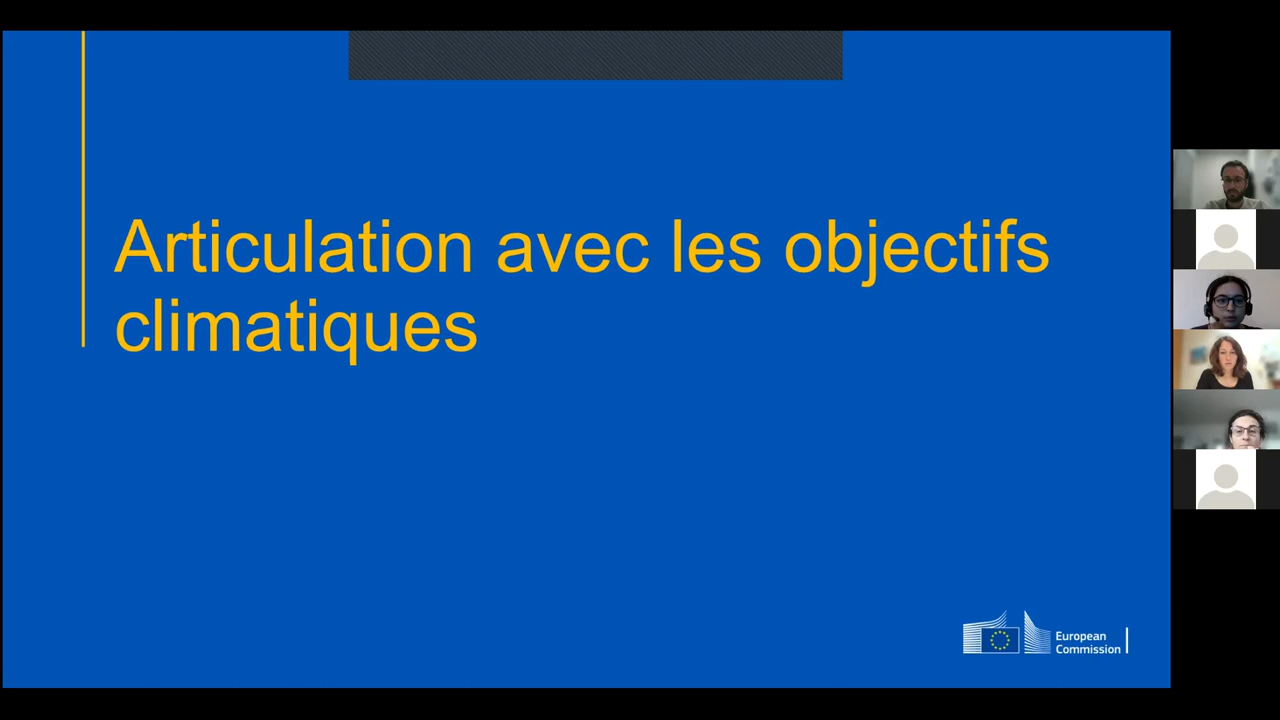 Articulation avec les objectifs
climatiques
European
Commission